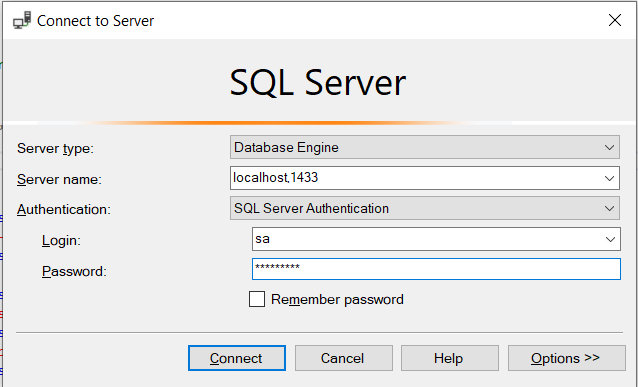 Connect to Server
SQL Server
Server type: Database Engine
Server name: localhost,1433
Authentication: SQL Server Authentication
Login: sa
Password: *********
Remember password
Connect Cancel Help Options >>